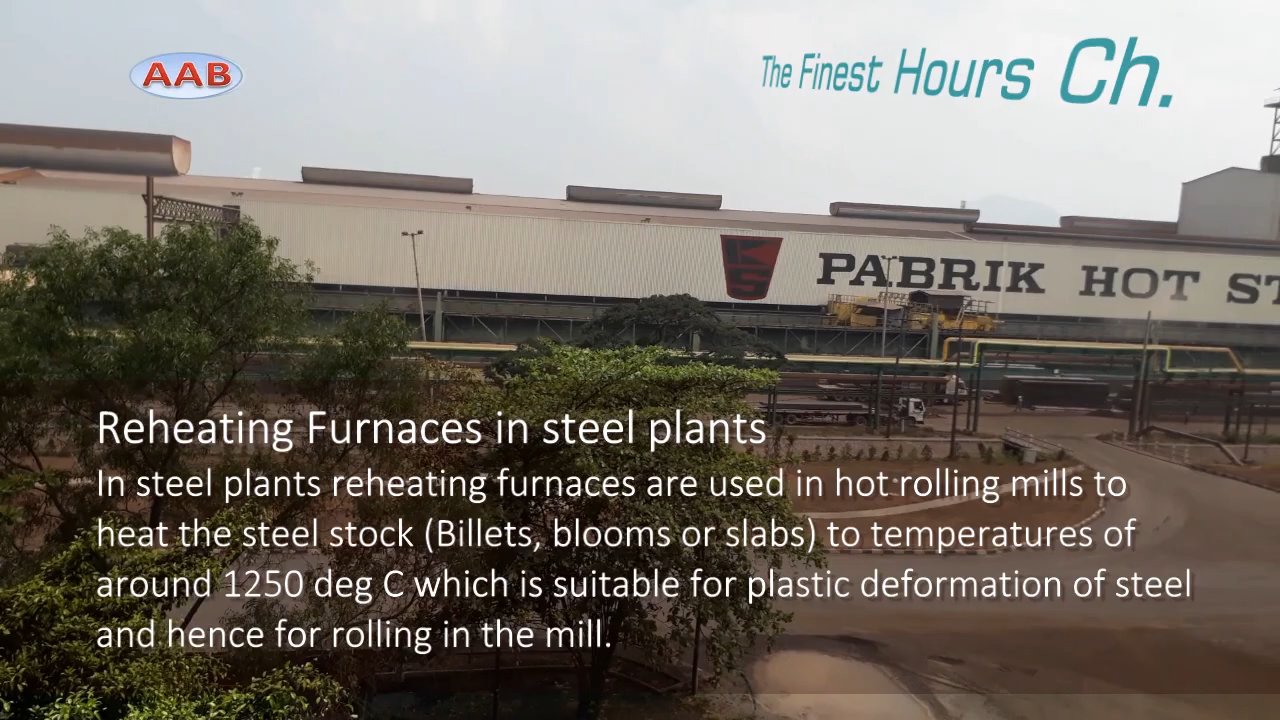 AAB
The Finest Hours Ch.
KS
PABRIK HOT ST
Reheating Furnaces in steel plants
In steel plants reheating furnaces are used in hot rolling mills to
heat the steel stock (Billets, blooms or slabs) to temperatures of
around 1250 deg C which is suitable for plastic deformation of steel
and hence for rolling in the mill.